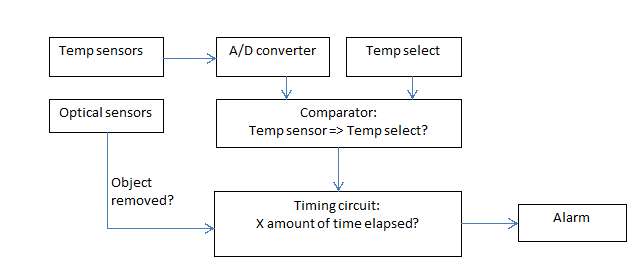 Temp sensors
A/D converter
Temp select
Optical sensors
Comparator:
Temp sensor => Temp select?
Object
removed?
Timing circuit:
X amount of time elapsed?
Alarm